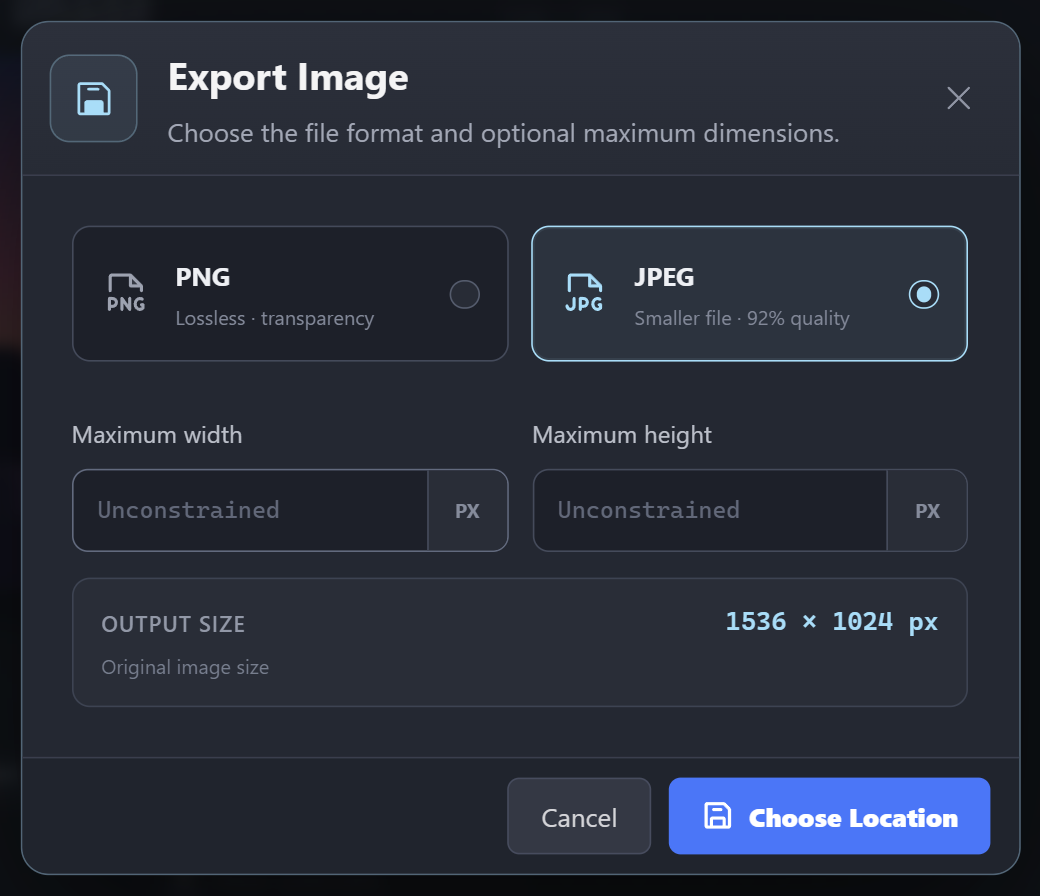 Export Image
Choose the file format and optional maximum dimensions.
PNG
PNG
Lossless · transparency
JPG
JPEG
Smaller file · 92% quality
Maximum width
Maximum height
Unconstrained
PX
Unconstrained
PX
OUTPUT SIZE
1536 × 1024 px
Original image size
Cancel
Choose Location